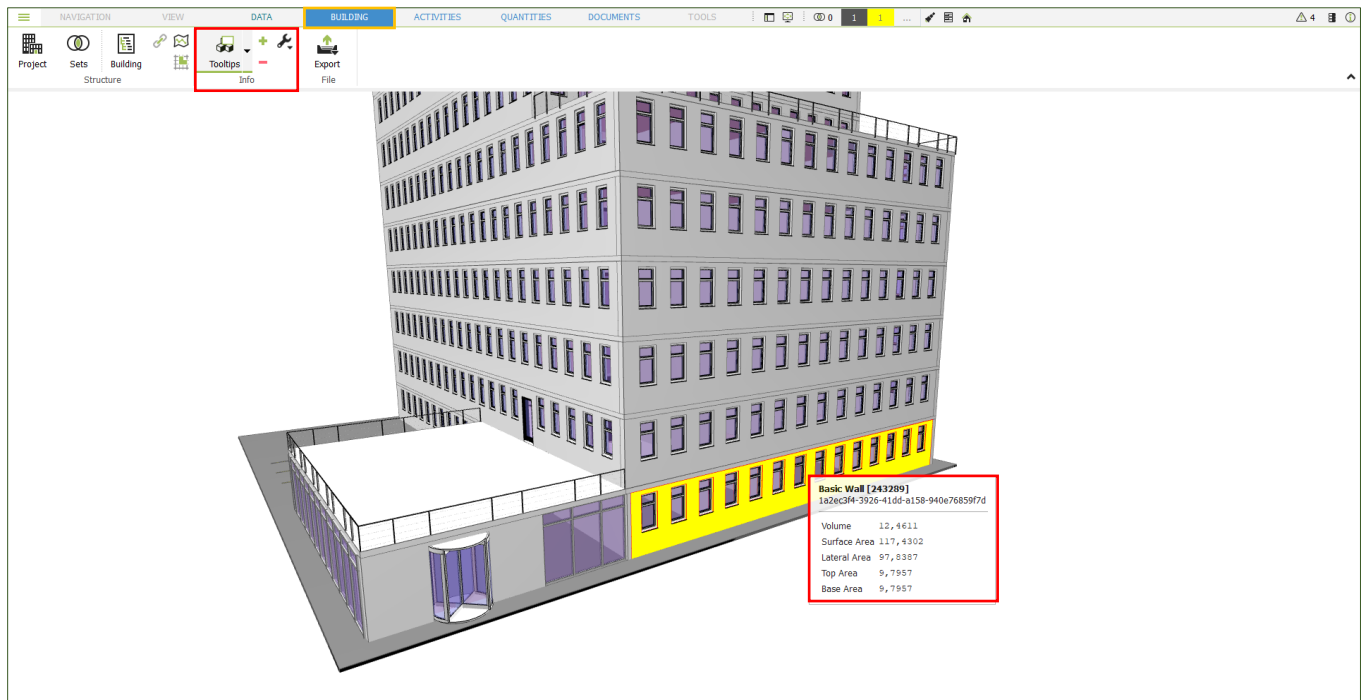 NAVIGATION VIEW DATA BUILDING ACTIVITIES QUANTITIES DOCUMENTS TOOLS 0 1 1 ... 4
Project Sets Building Tooltips Export
Structure Info File
Basic Wall [243289]
1a2ec3f4-3926-41dd-a158-940e76859f7d
Volume 12,4611
Surface Area 117,4302
Lateral Area 97,8387
Top Area 9,7957
Base Area 9,7957